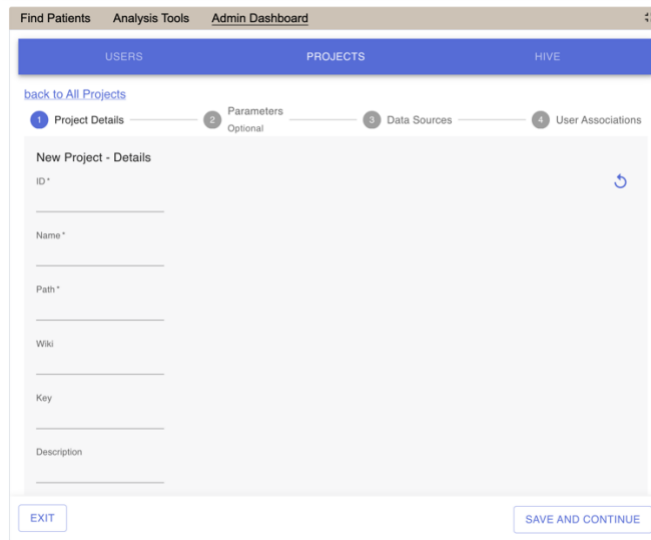 Find Patients Analysis Tools Admin Dashboard
USERS PROJECTS HIVE
back to All Projects
1 Project Details 2 Parameters Optional 3 Data Sources 4 User Associations
New Project - Details
ID *
Name *
Path *
Wiki
Key
Description
EXIT SAVE AND CONTINUE